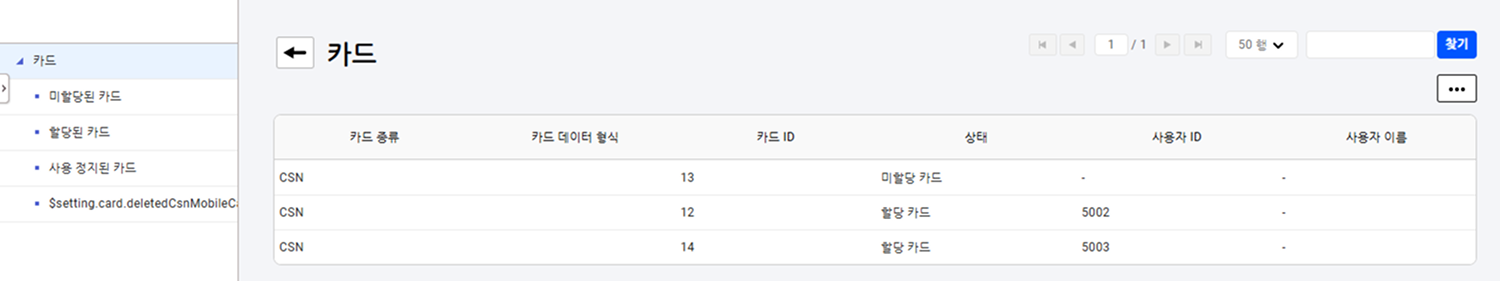 카드
미할당된 카드
할당된 카드
사용 정지된 카드
$setting.card.deletedCsnMobileCa
카드
1 / 1
50 행
찾기
카드 종류 카드 데이터 형식 카드 ID 상태 사용자 ID 사용자 이름
CSN 13 미할당 카드 - -
CSN 12 할당 카드 5002 -
CSN 14 할당 카드 5003 -